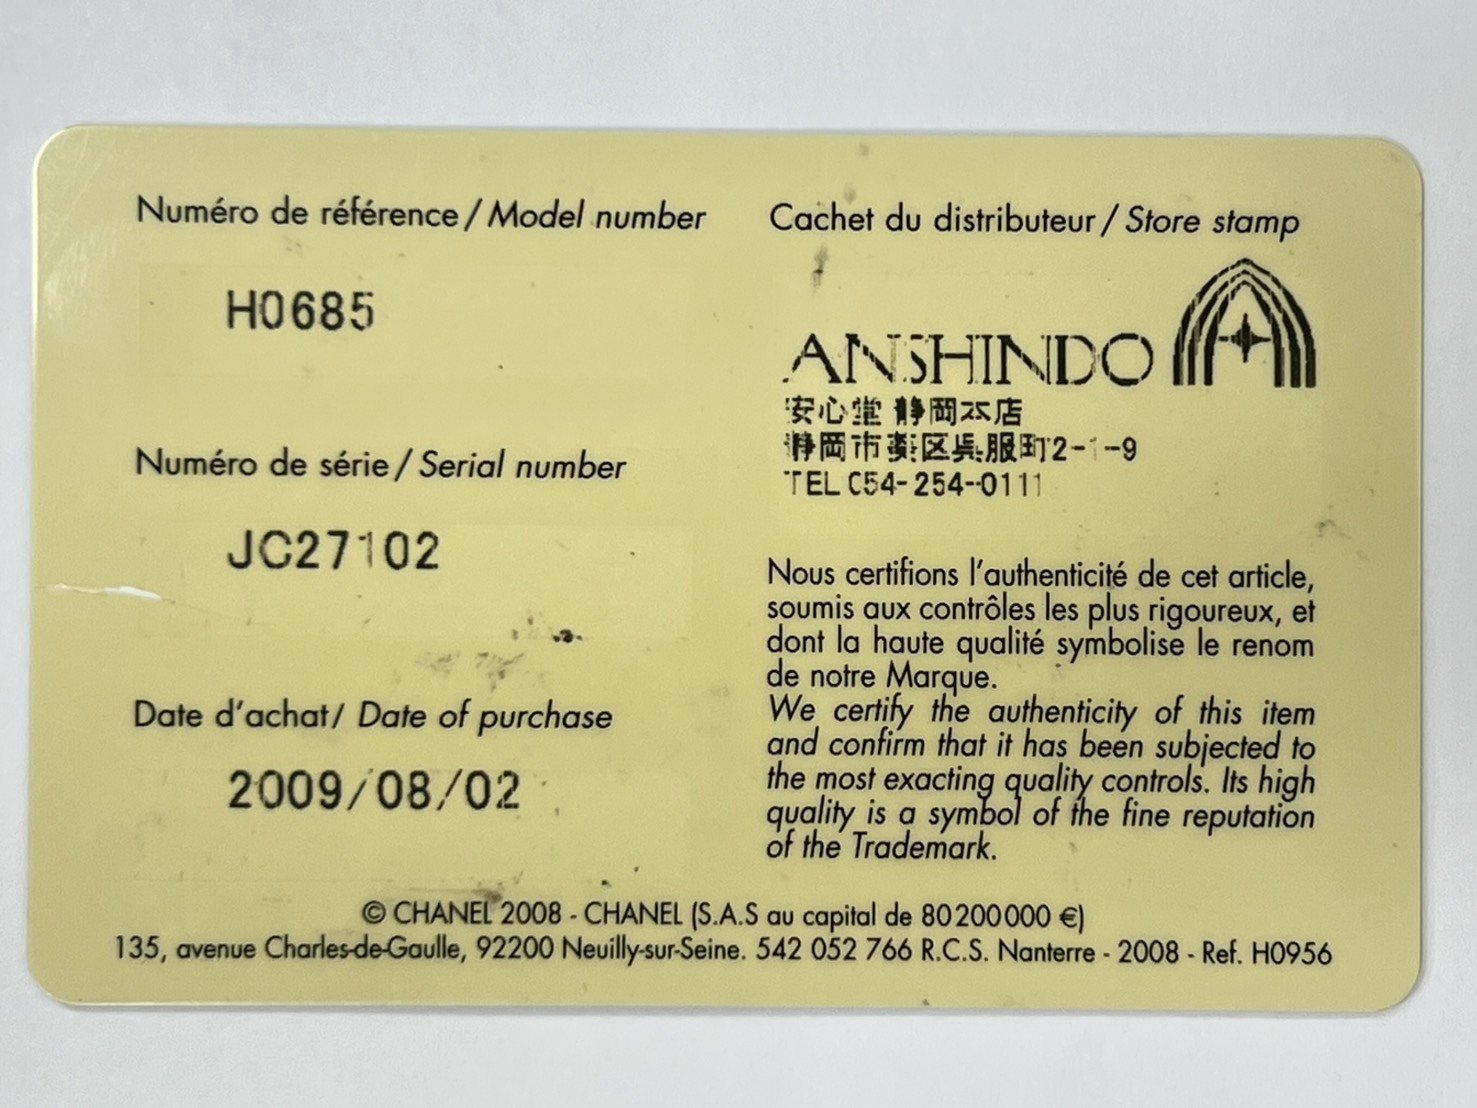 Numéro de référence / Model number
H0685
Numéro de série / Serial number
JC27102
Date d'achat / Date of purchase
2009/08/02
Cachet du distributeur / Store stamp
ANSHINDO
安心堂 静岡本店
静岡市葵区呉服町2-1-9
TEL 054-254-0111
Nous certifions l'authenticité de cet article,
soumis aux contrôles les plus rigoureux, et
dont la haute qualité symbolise le renom
de notre Marque.
We certify the authenticity of this item
and confirm that it has been subjected to
the most exacting quality controls. Its high
quality is a symbol of the fine reputation
of the Trademark.
© CHANEL 2008 - CHANEL (S.A.S au capital de 80200000 €)
135, avenue Charles-de-Gaulle, 92200 Neuilly-sur-Seine. 542 052 766 R.C.S. Nanterre - 2008 - Ref. H0956